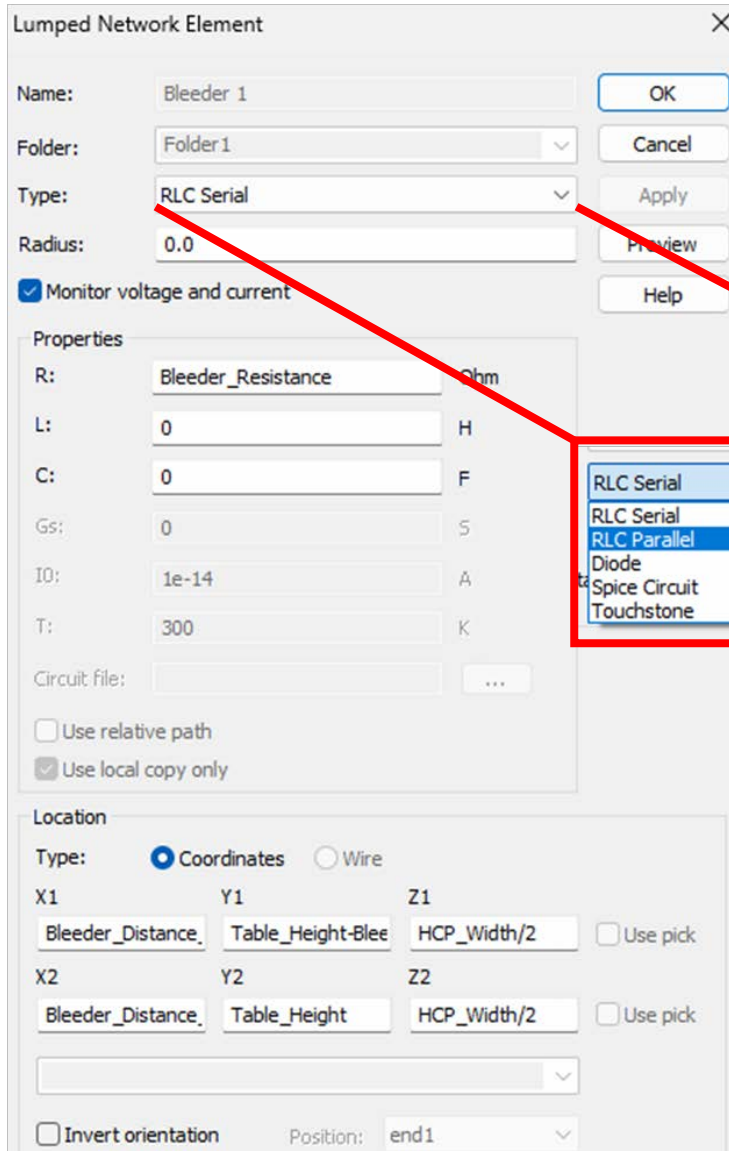 Lumped Network Element
Name: Bleeder 1 OK
Folder: Folder1 Cancel
Type: RLC Serial Apply
Radius: 0.0 Preview
Monitor voltage and current Help
Properties
R: Bleeder_Resistance Ohm
L: 0 H
C: 0 F
RLC Serial
RLC Serial
RLC Parallel
Diode
Spice Circuit
Touchstone
Gs: 0 S
I0: 1e-14 A
T: 300 K
Circuit file: ...
Use relative path
Use local copy only
Location
Type: Coordinates Wire
X1 Y1 Z1
Bleeder_Distance_ Table_Height-Blee HCP_Width/2 Use pick
X2 Y2 Z2
Bleeder_Distance_ Table_Height HCP_Width/2 Use pick
Invert orientation Position: end1